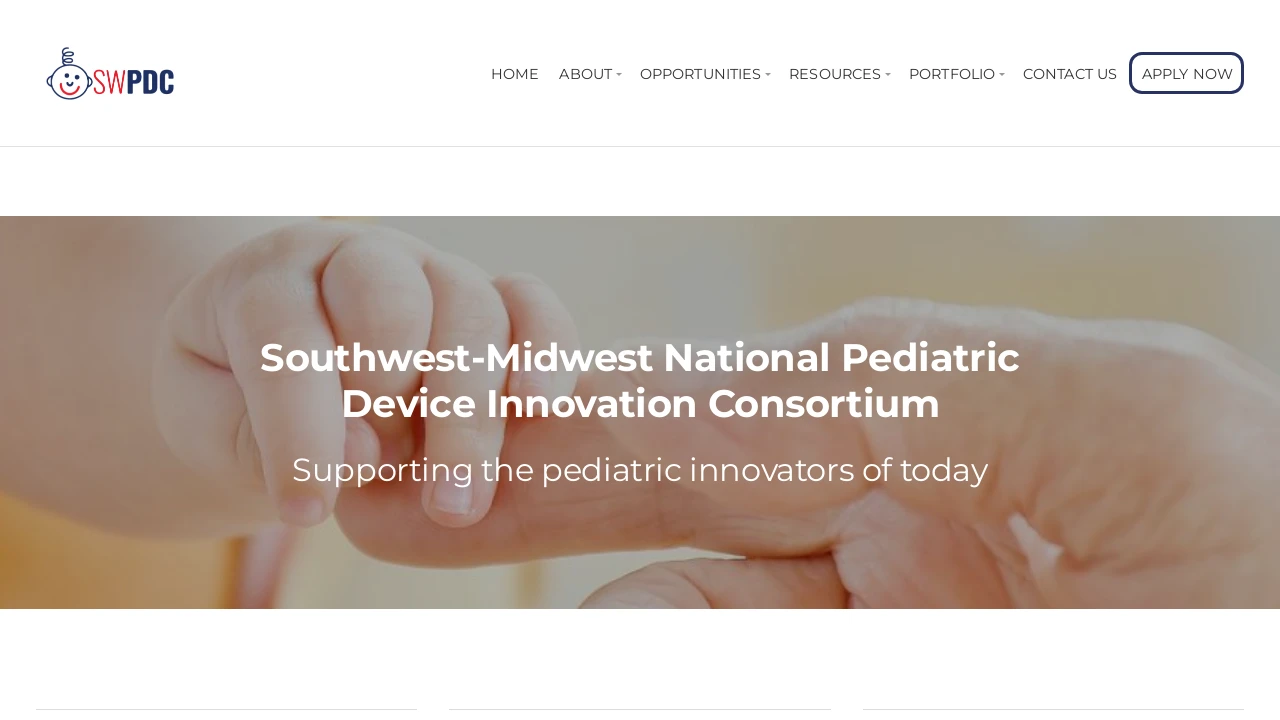 SWPDC
HOME
ABOUT
OPPORTUNITIES
RESOURCES
PORTFOLIO
CONTACT US
APPLY NOW
Southwest-Midwest National Pediatric
Device Innovation Consortium
Supporting the pediatric innovators of today